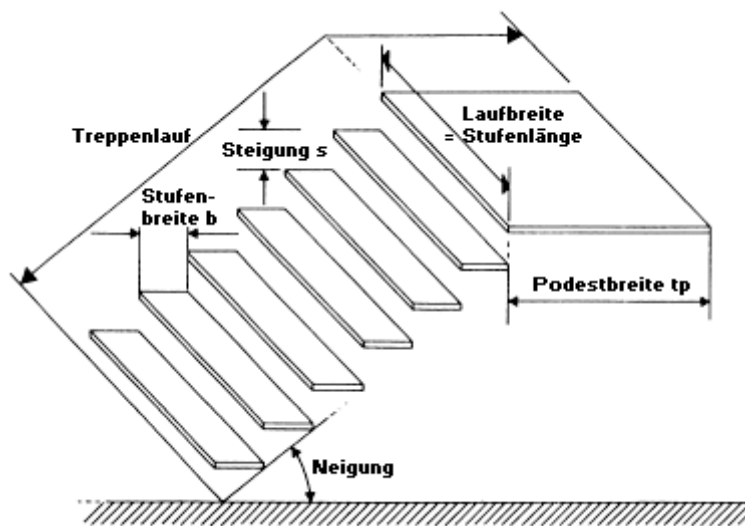 Laufbreite
= Stufenlänge
Treppenlauf
Steigung s
Stufen-
breite b
Podestbreite tp
Neigung